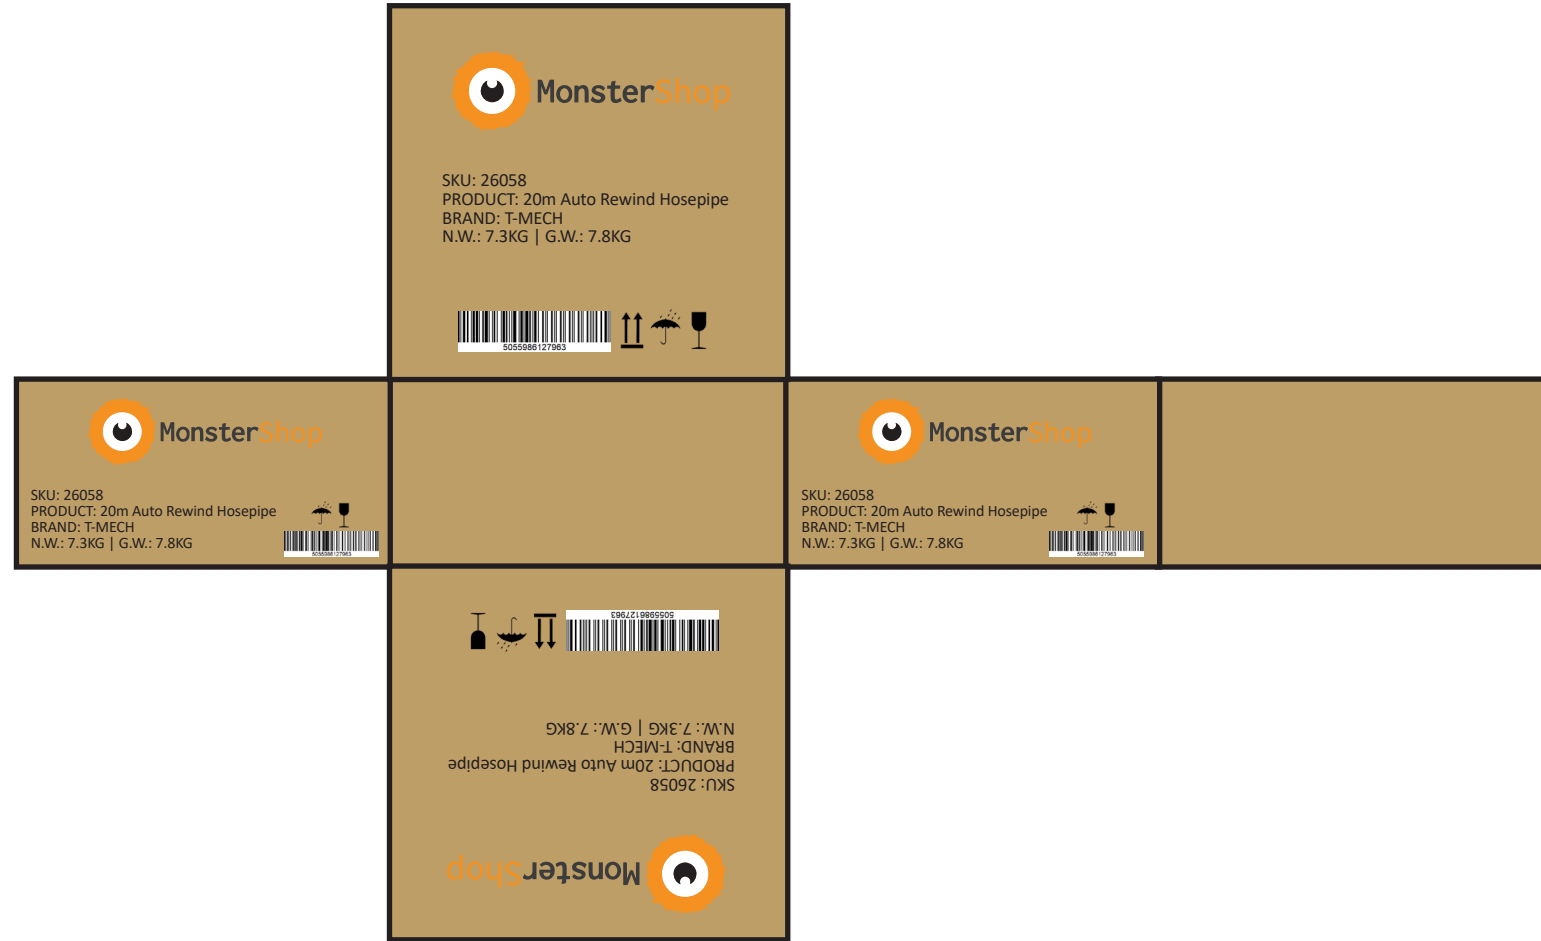 MonsterShop
SKU: 26058
PRODUCT: 20m Auto Rewind Hosepipe
BRAND: T-MECH
N.W.: 7.3KG | G.W.: 7.8KG
5055986127963
MonsterShop
SKU: 26058
PRODUCT: 20m Auto Rewind Hosepipe
BRAND: T-MECH
N.W.: 7.3KG | G.W.: 7.8KG
5055986127963
MonsterShop
SKU: 26058
PRODUCT: 20m Auto Rewind Hosepipe
BRAND: T-MECH
N.W.: 7.3KG | G.W.: 7.8KG
5055986127963
MonsterShop
SKU: 26058
PRODUCT: 20m Auto Rewind Hosepipe
BRAND: T-MECH
N.W.: 7.3KG | G.W.: 7.8KG
5055986127963